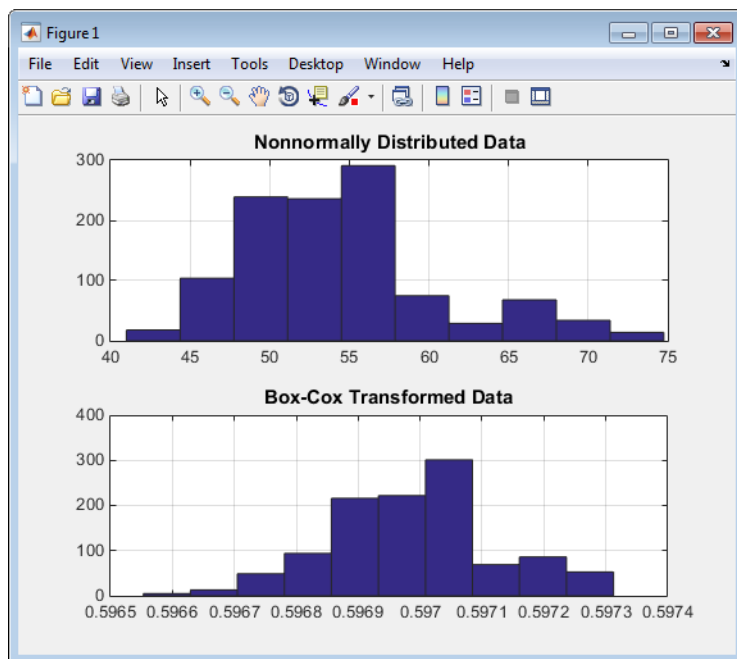 Figure 1
File Edit View Insert Tools Desktop Window Help
Nonnormally Distributed Data
300
200
100
0
40 45 50 55 60 65 70 75
Box-Cox Transformed Data
400
300
200
100
0
0.5965 0.5966 0.5967 0.5968 0.5969 0.597 0.5971 0.5972 0.5973 0.5974